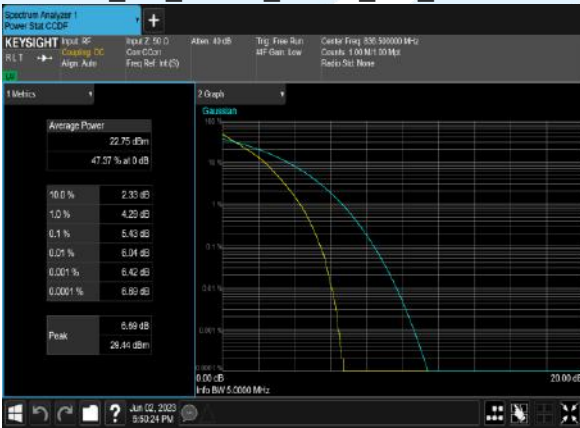 Spectrum Analyzer 1
Power Stat CCDF
+
KEYSIGHT Input: RF Input Z: 50 Ω Atten: 40 dB Trig: Free Run Center Freq: 836.500000 MHz
RLT Coupling: DC Corr CCorr #IF Gain: Low Counts: 1.00 M/1.00 Mpt
Align: Auto Freq Ref: Int (S) Radio Std: None
1 Metrics
2 Graph
Average Power
22.75 dBm
47.37 % at 0 dB
10.0 % 2.33 dB
1.0 % 4.29 dB
0.1 % 5.43 dB
0.01 % 6.04 dB
0.001 % 6.42 dB
0.0001 % 6.69 dB
Peak
6.69 dB
29.44 dBm
Gaussian
100 %
10 %
1 %
0.1 %
0.01 %
0.001 %
0.0001 %
0.00 dB 20.00 dB
Info BW 5.0000 MHz
?
Jun 02, 2023
5:50:24 PM